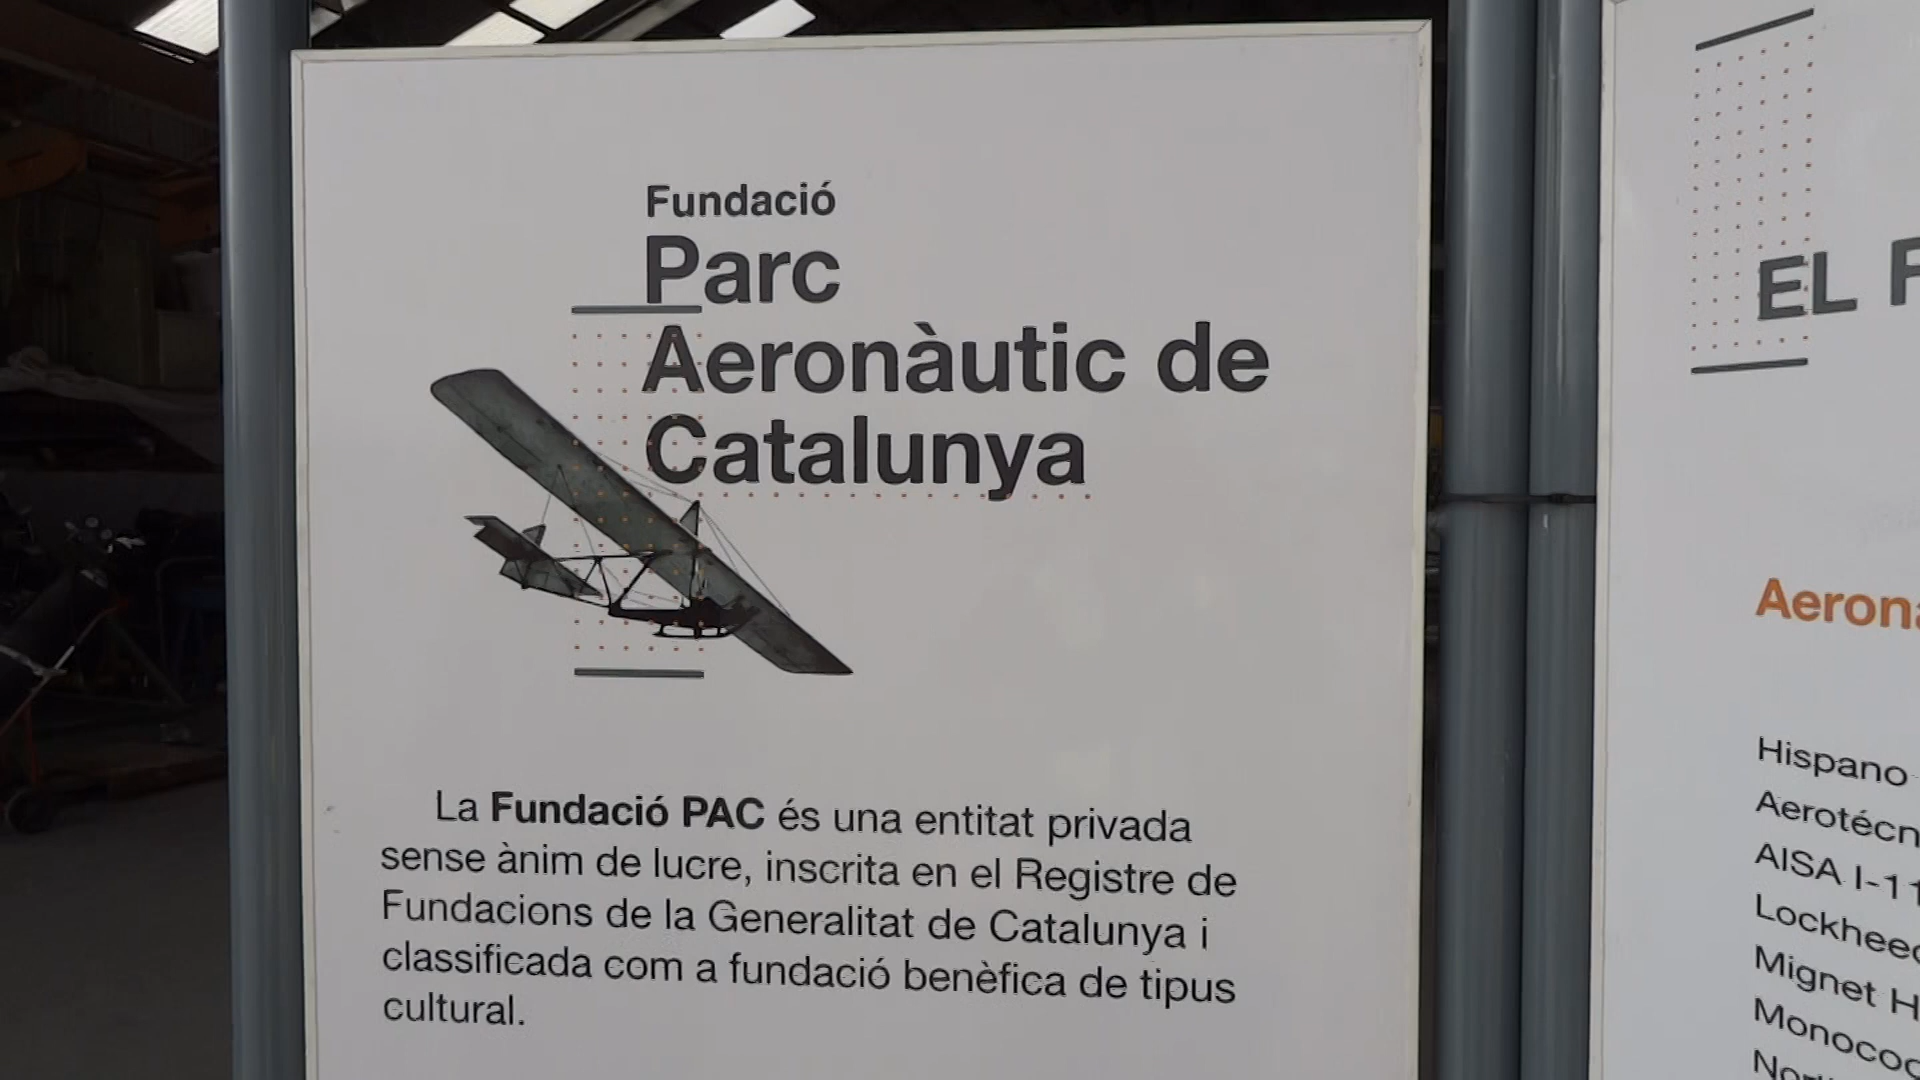 Fundació
Parc
Aeronàutic de
Catalunya
La Fundació PAC és una entitat privada
sense ànim de lucre, inscrita en el Registre de
Fundacions de la Generalitat de Catalunya i
classificada com a fundació benèfica de tipus
cultural.
EL
Hispano
AISA I-11
Mignet H